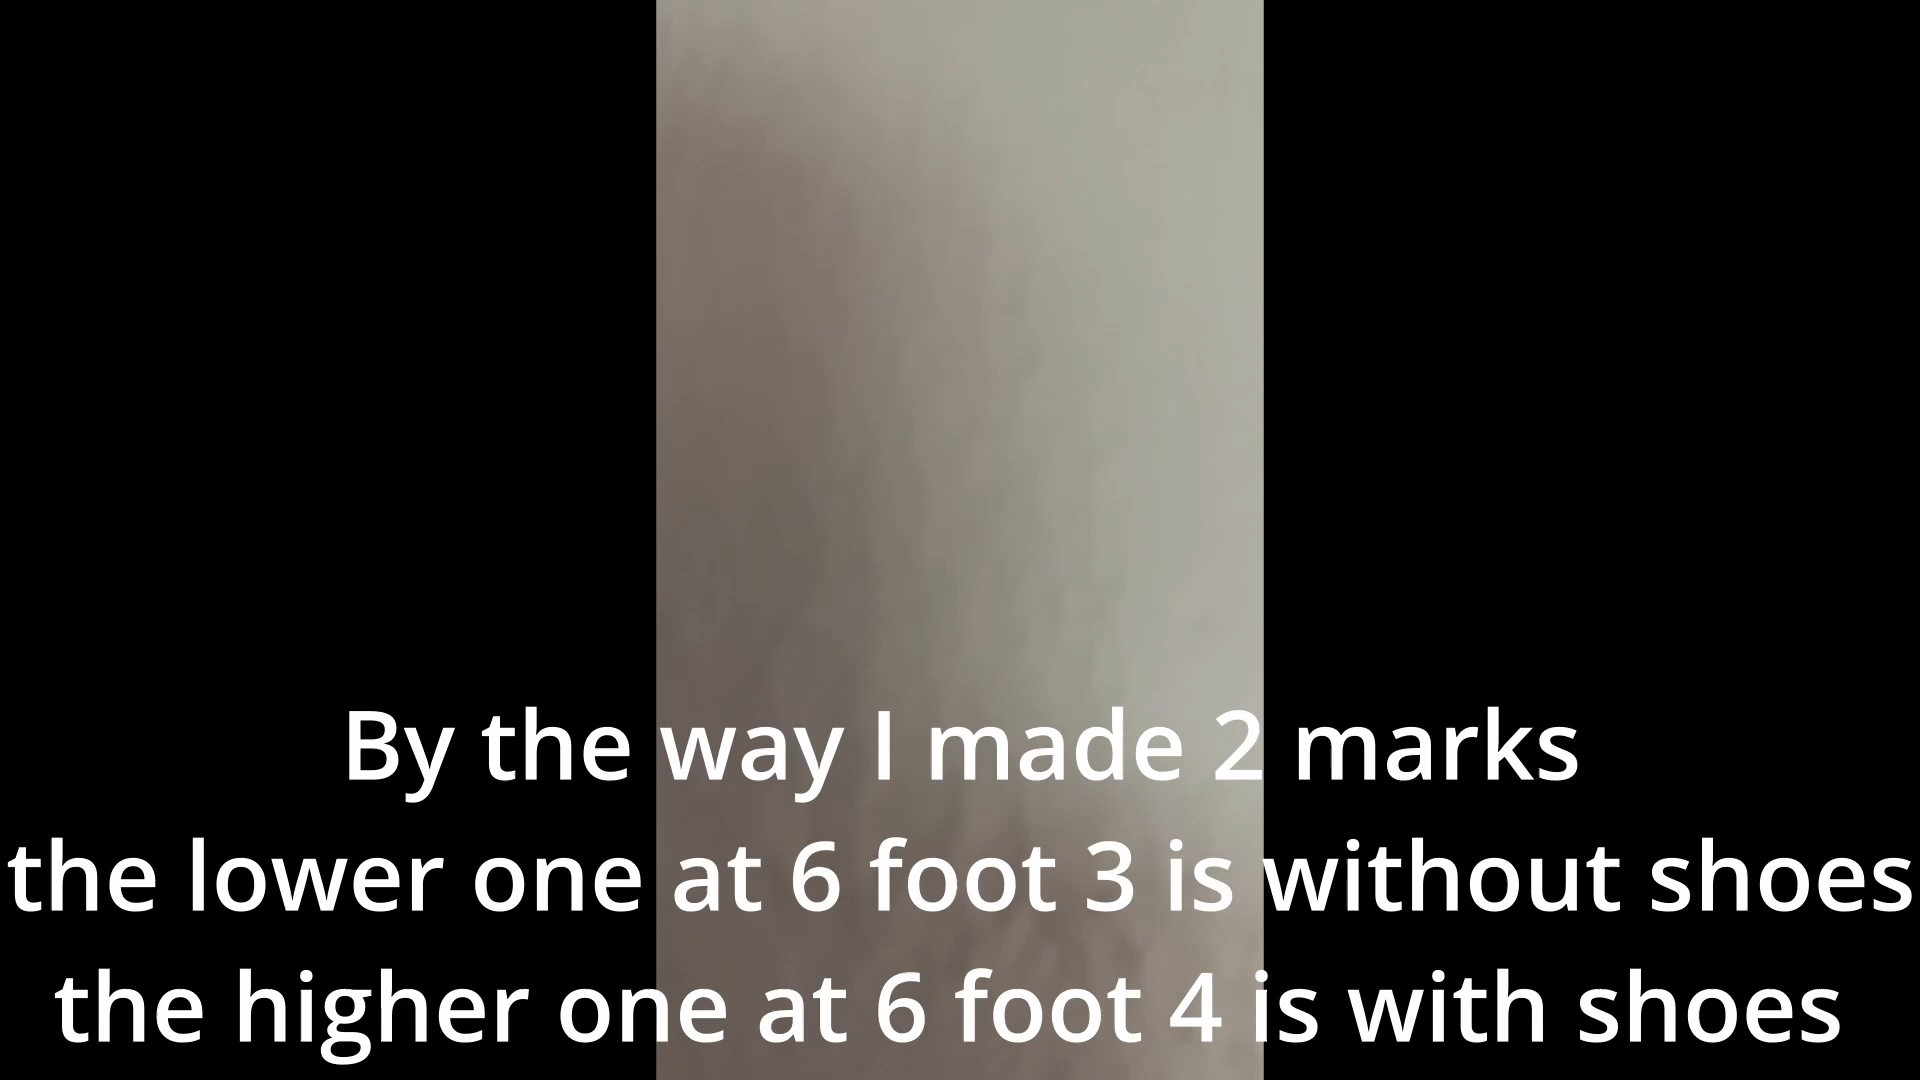 By the way I made 2 marks
the lower one at 6 foot 3 is without shoes
the higher one at 6 foot 4 is with shoes